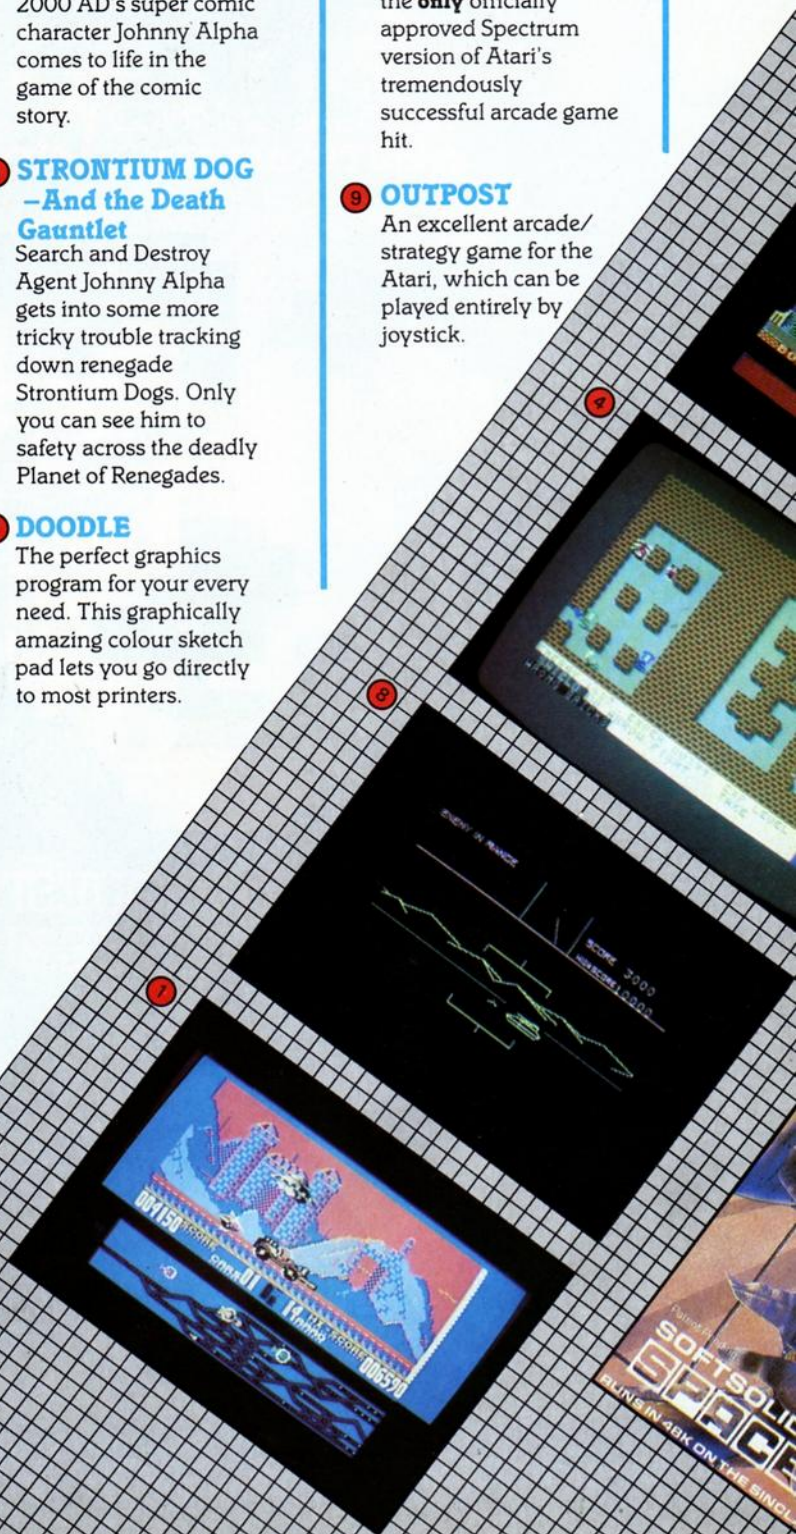 2000 AD's super comic
character Johnny Alpha
comes to life in the
game of the comic
story.
STRONTIUM DOG
–And the Death
Gauntlet
Search and Destroy
Agent Johnny Alpha
gets into some more
tricky trouble tracking
down renegade
Strontium Dogs. Only
you can see him to
safety across the deadly
Planet of Renegades.
DOODLE
The perfect graphics
program for your every
need. This graphically
amazing colour sketch
pad lets you go directly
to most printers.
the only officially
approved Spectrum
version of Atari's
tremendously
successful arcade game
hit.
9 OUTPOST
An excellent arcade/
strategy game for the
Atari, which can be
played entirely by
joystick.
4
8
ENEMY IN RANGE
SCORE 3000
HIGHSCORE 10000
1
004150 SCORE
006590
SOFTSOLID
SPACE
RUNS IN 48K ON THE SINCL